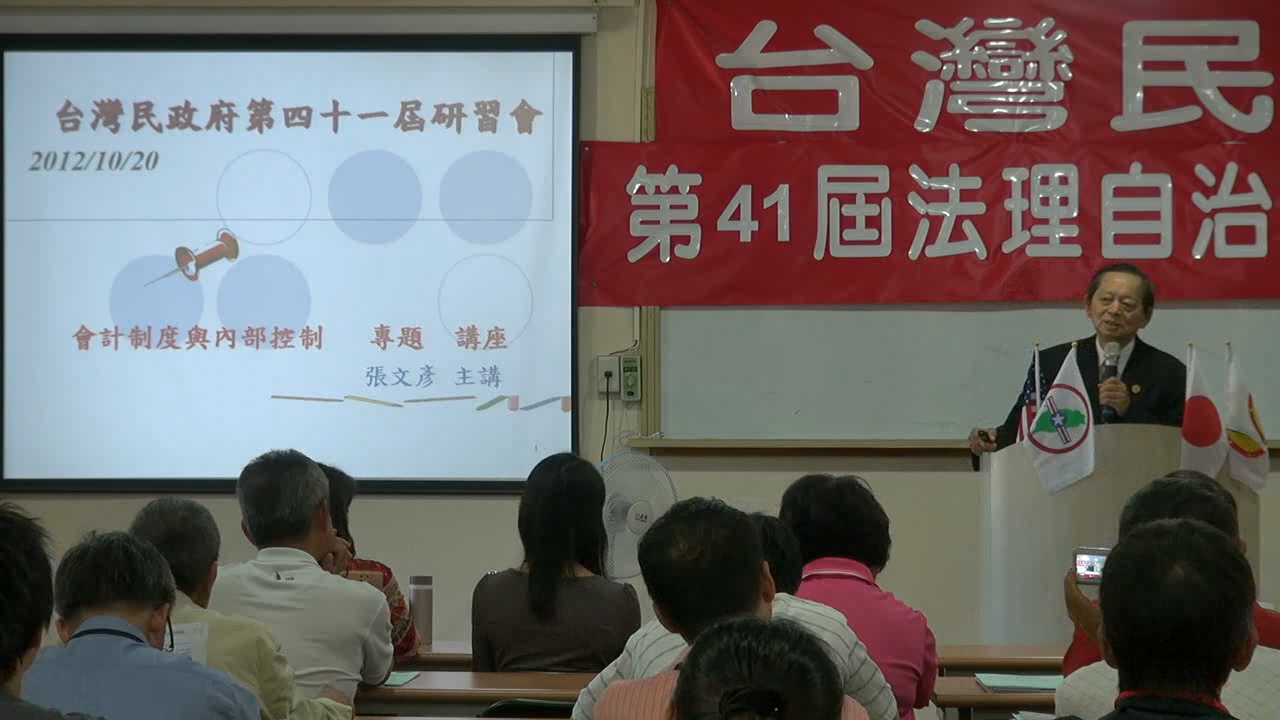 台灣民政府第四十一屆研習會
2012/10/20
會計制度與內部控制 專題 講座
張文彥 主講
台灣民
第41屆法理自治